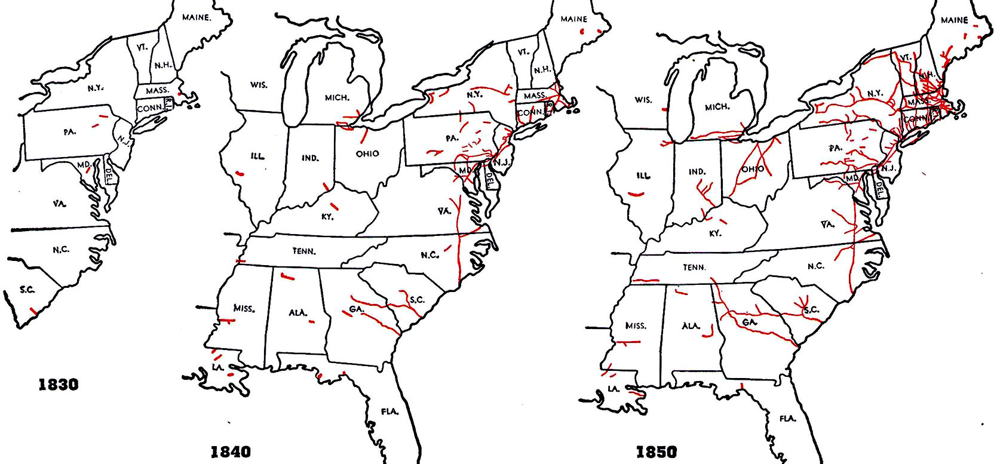 MAINE.
VT.
N.H.
N.Y.
MASS.
CONN.
R.I.
PA.
N.J.
MD.
DEL.
VA.
N.C.
S.C.
1830
MAINE
VT.
N.H.
WIS.
N.Y.
MASS.
MICH.
CONN.
R.I.
PA.
ILL.
IND.
OHIO
N.J.
MD.
DEL.
VA.
KY.
TENN.
N.C.
S.C.
MISS.
ALA.
GA.
LA.
FLA.
1840
MAINE
VT.
N.H.
N.Y.
WIS.
MASS.
MICH.
CONN.
R.I.
PA.
OHIO
N.J.
ILL.
IND.
MD.
DEL.
VA.
KY.
TENN.
N.C.
S.C.
MISS.
ALA.
GA.
LA.
FLA.
1850